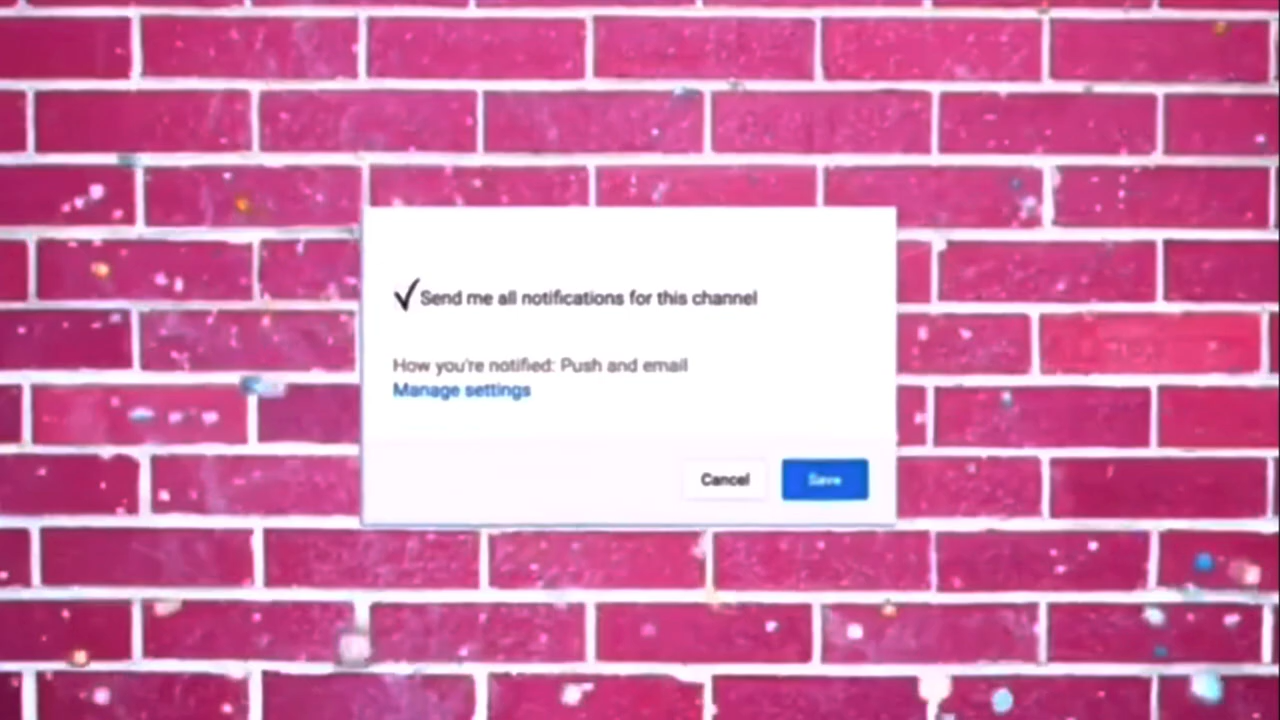 Send me all notifications for this channel
How you're notified: Push and email
Manage settings
Cancel
Save